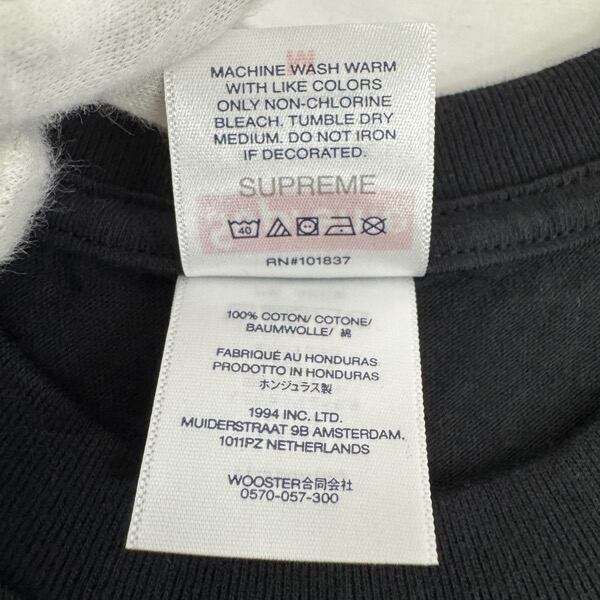 MACHINE WASH WARM
WITH LIKE COLORS
ONLY NON-CHLORINE
BLEACH. TUMBLE DRY
MEDIUM. DO NOT IRON
IF DECORATED.
SUPREME
40
RN#101837
100% COTON/ COTONE/
BAUMWOLLE/ 綿
FABRIQUÉ AU HONDURAS
PRODOTTO IN HONDURAS
ホンジュラス製
1994 INC. LTD.
MUIDERSTRAAT 9B AMSTERDAM,
1011PZ NETHERLANDS
WOOSTER合同会社
0570-057-300